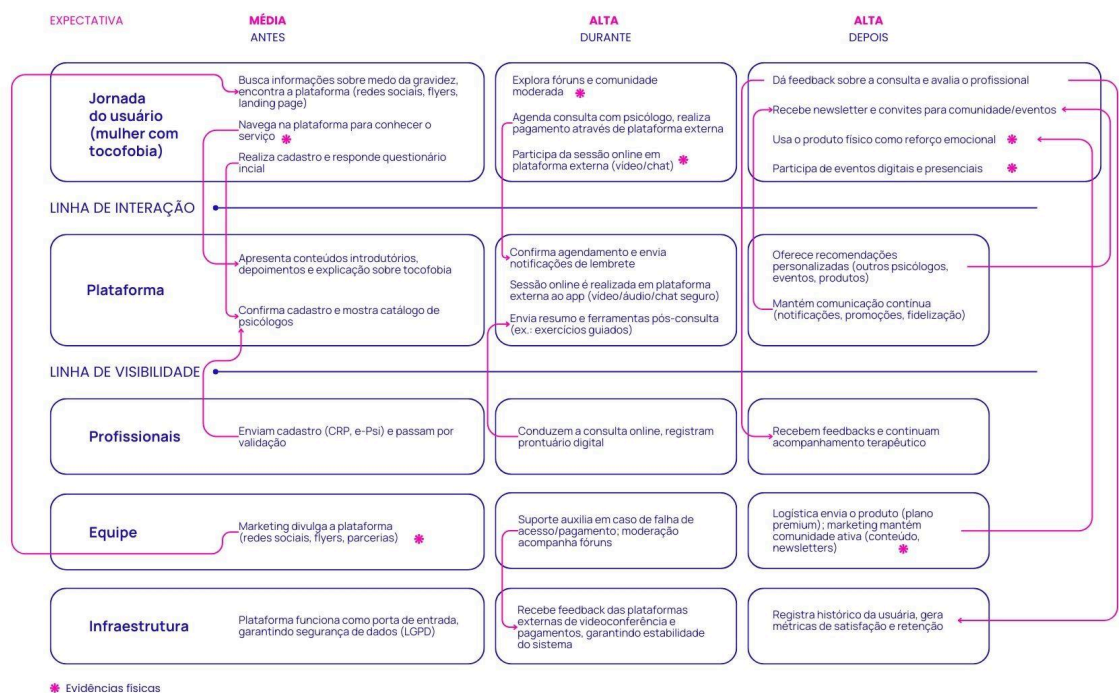 EXPECTATIVA
MÉDIA
ANTES
ALTA
DURANTE
ALTA
DEPOIS
Jornada
do usuário
(mulher com
tocofobia)
Busca informações sobre medo da gravidez,
encontra a plataforma (redes sociais, flyers,
landing page)
Navega na plataforma para conhecer o
serviço
Realiza cadastro e responde questionário
incial
Explora fóruns e comunidade
moderada
Agenda consulta com psicólogo, realiza
pagamento através de plataforma externa
Participa da sessão online em
plataforma externa (vídeo/chat)
Dá feedback sobre a consulta e avalia o profissional
Recebe newsletter e convites para comunidade/eventos
Usa o produto físico como reforço emocional
Participa de eventos digitais e presenciais
LINHA DE INTERAÇÃO
Plataforma
Apresenta conteúdos introdutórios,
depoimentos e explicação sobre tocofobia
Confirma cadastro e mostra catálogo de
psicólogos
Confirma agendamento e envia
notificações de lembrete
Sessão online é realizada em plataforma
externa ao app (vídeo/áudio/chat seguro)
Envia resumo e ferramentas pós-consulta
(ex.: exercícios guiados)
Oferece recomendações
personalizadas (outros psicólogos,
eventos, produtos)
Mantém comunicação contínua
(notificações, promoções, fidelização)
LINHA DE VISIBILIDADE
Profissionais
Enviam cadastro (CRP, e-Psi) e passam por
validação
Conduzem a consulta online, registram
prontuário digital
Recebem feedbacks e continuam
acompanhamento terapêutico
Equipe
Marketing divulga a plataforma
(redes sociais, flyers, parcerias)
Suporte auxilia em caso de falha de
acesso/pagamento; moderação
acompanha fóruns
Logística envia o produto (plano
premium); marketing mantém
comunidade ativa (conteúdo,
newsletters)
Infraestrutura
Plataforma funciona como porta de entrada,
garantindo segurança de dados (LGPD)
Recebe feedback das plataformas
externas de videoconferência e
pagamentos, garantindo estabilidade
do sistema
Registra histórico da usuária, gera
métricas de satisfação e retenção
Evidências físicas